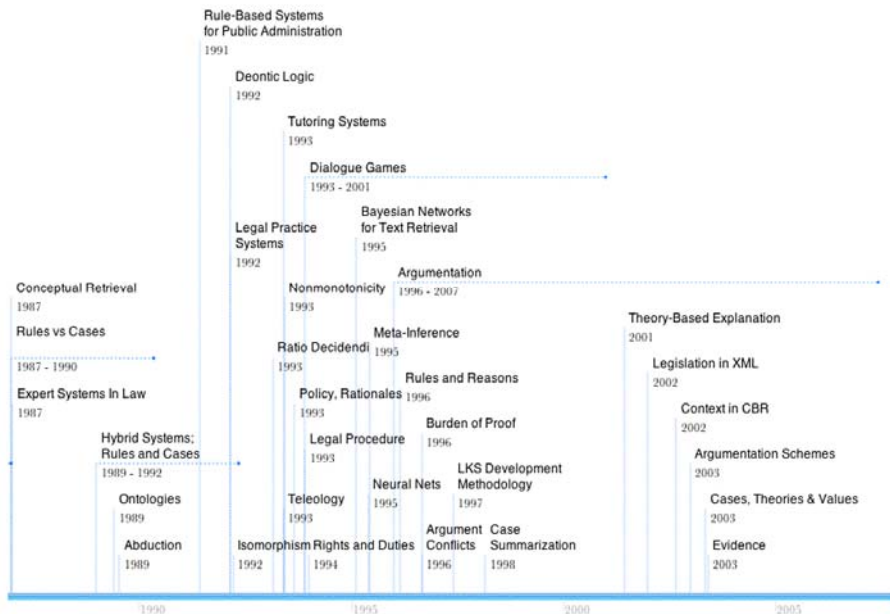 Rule-Based Systems
for Public Administration
1991
Deontic Logic
1992
Tutoring Systems
1993
Dialogue Games
1993 - 2001
Legal Practice
Systems
1992
Bayesian Networks
for Text Retrieval
1995
Argumentation
1996 - 2007
Conceptual Retrieval
1987
Nonmonotonicity
1993
Theory-Based Explanation
2001
Rules vs Cases
1987 - 1990
Meta-Inference
1995
Ratio Decidendi
1993
Legislation in XML
2002
Expert Systems In Law
1987
Policy, Rationales
1993
Rules and Reasons
1996
Context in CBR
2002
Hybrid Systems;
Rules and Cases
1989 - 1992
Legal Procedure
1993
Burden of Proof
1996
Argumentation Schemes
2003
Ontologies
1989
Teleology
1993
Neural Nets
1995
LKS Development
Methodology
1997
Cases, Theories & Values
2003
Abduction
1989
Isomorphism
1992
Rights and Duties
1994
Argument
Conflicts
1996
Case
Summarization
1998
Evidence
2003
1990 1995 2000 2005